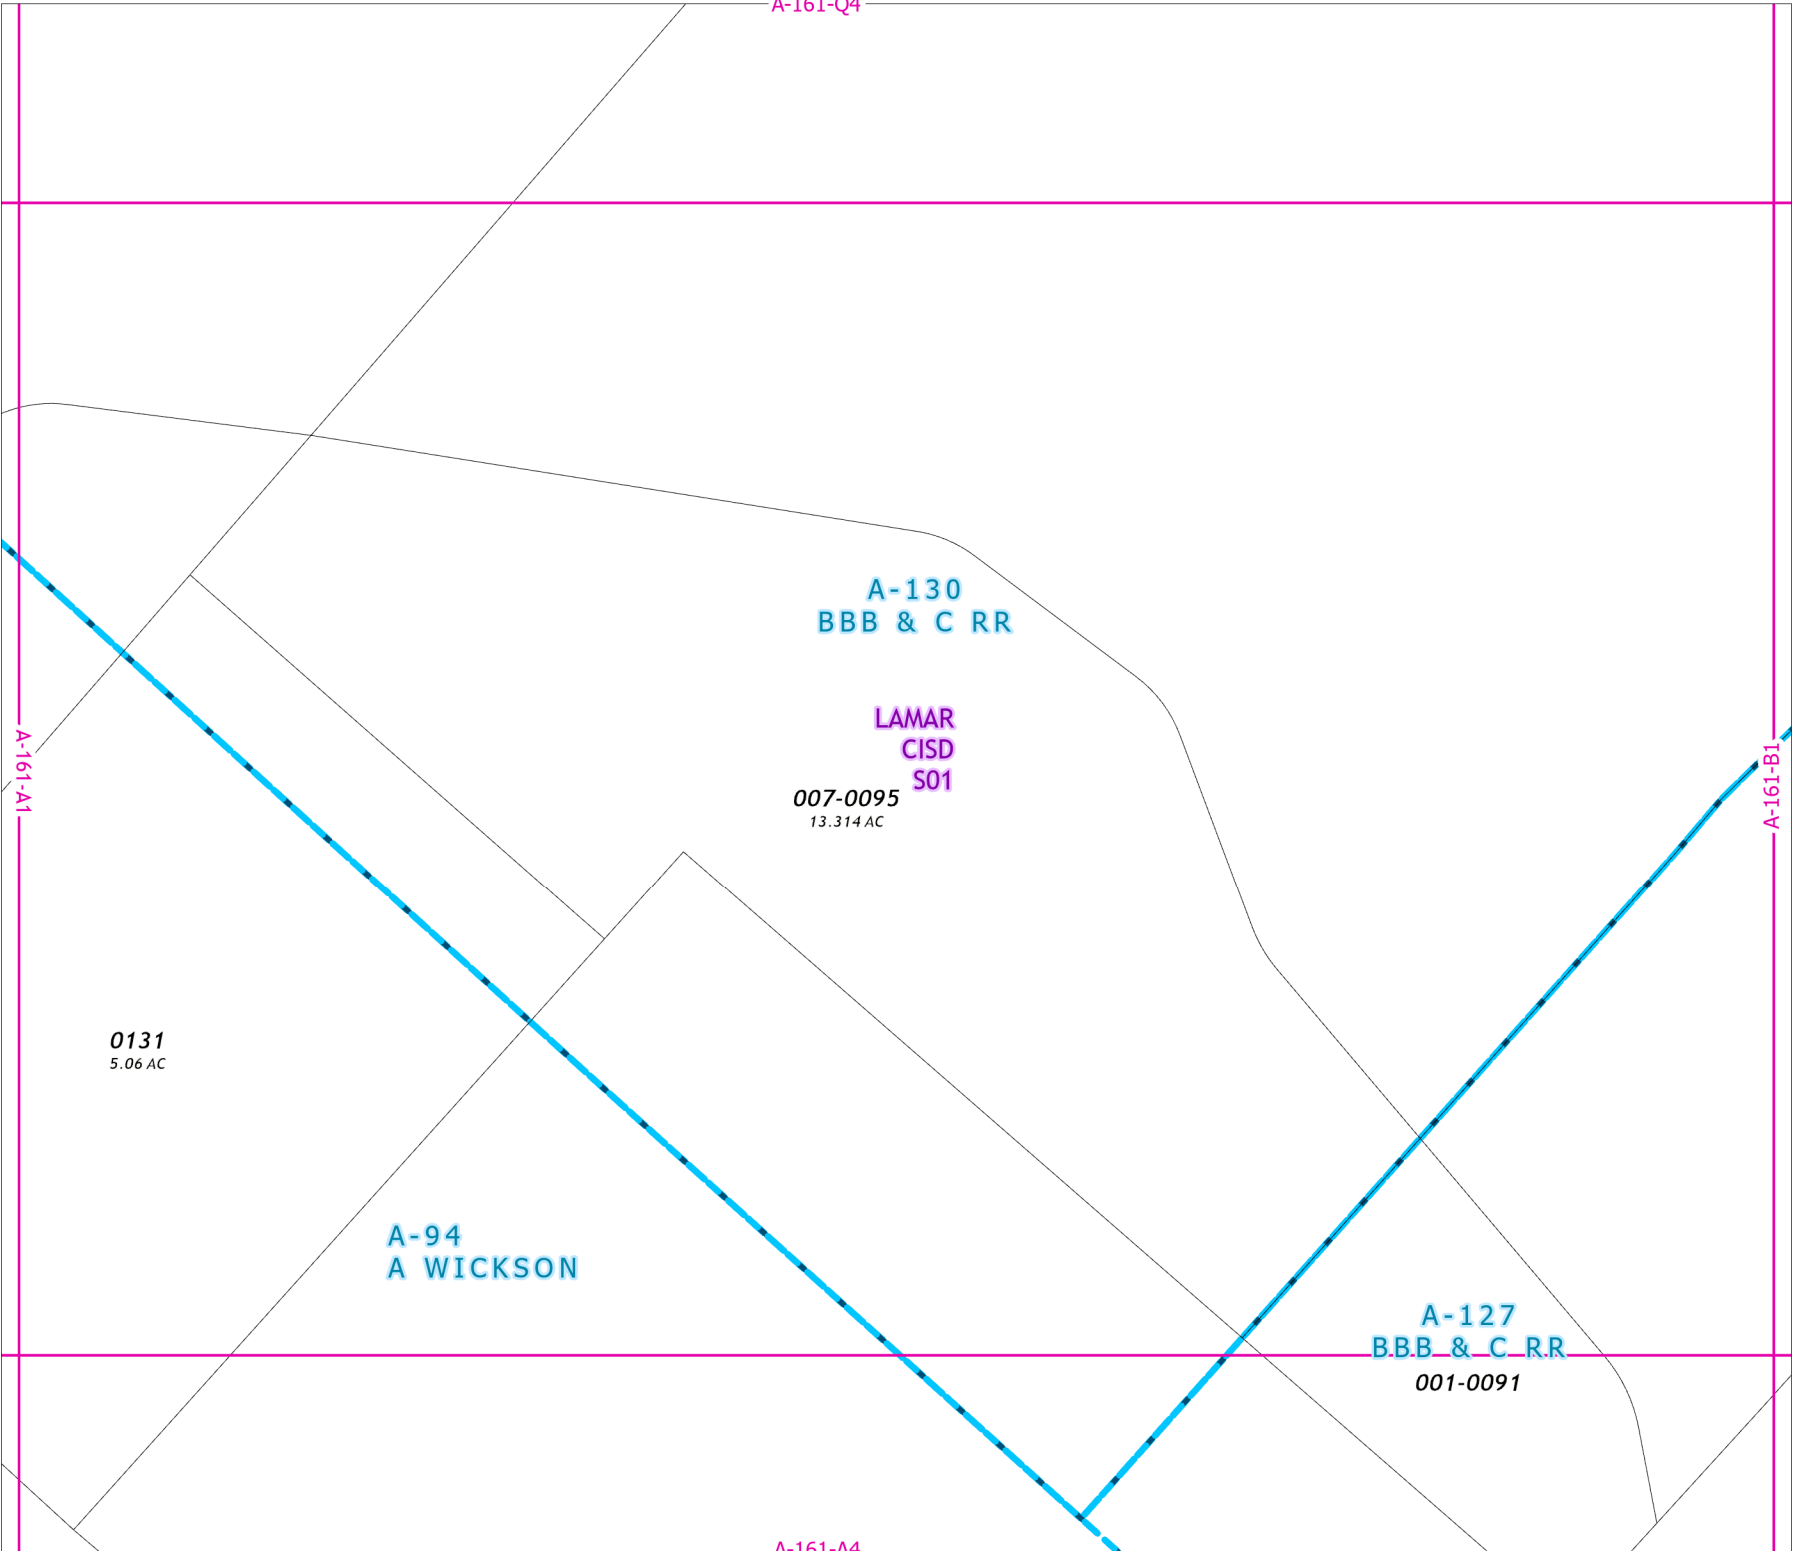 A-161-Q4
A-130
BBB & C RR
LAMAR
CISD
S01
007-0095
13.314 AC
A-161-A1
A-161-B1
0131
5.06 AC
A-94
A WICKSON
A-127
BBB & C RR
001-0091
A-161-A4